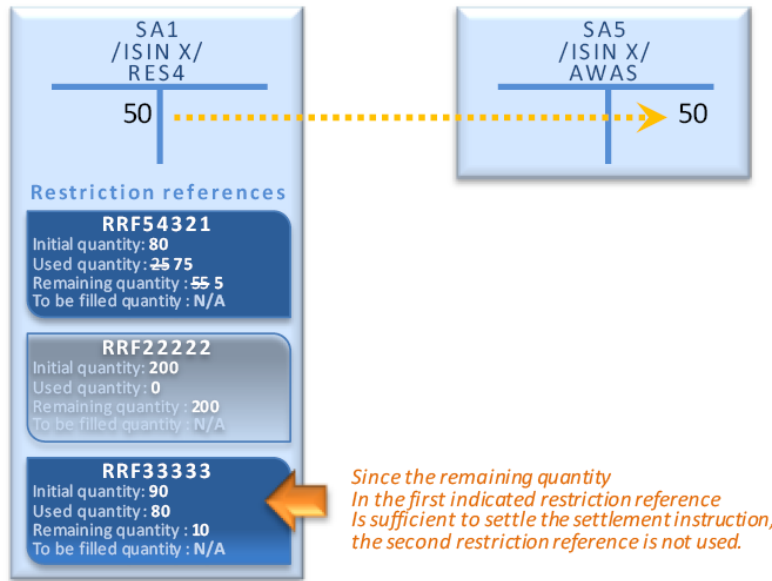 SA1
/ISIN X/
RES4
50
SA5
/ISIN X/
AWAS
50
Restriction references
RRF54321
Initial quantity: 80
Used quantity: 25 75
Remaining quantity : 55 5
To be filled quantity : N/A
RRF22222
Initial quantity: 200
Used quantity: 0
Remaining quantity : 200
To be filled quantity : N/A
RRF33333
Initial quantity: 90
Used quantity: 80
Remaining quantity : 10
To be filled quantity : N/A
Since the remaining quantity
In the first indicated restriction reference
Is sufficient to settle the settlement instruction,
the second restriction reference is not used.